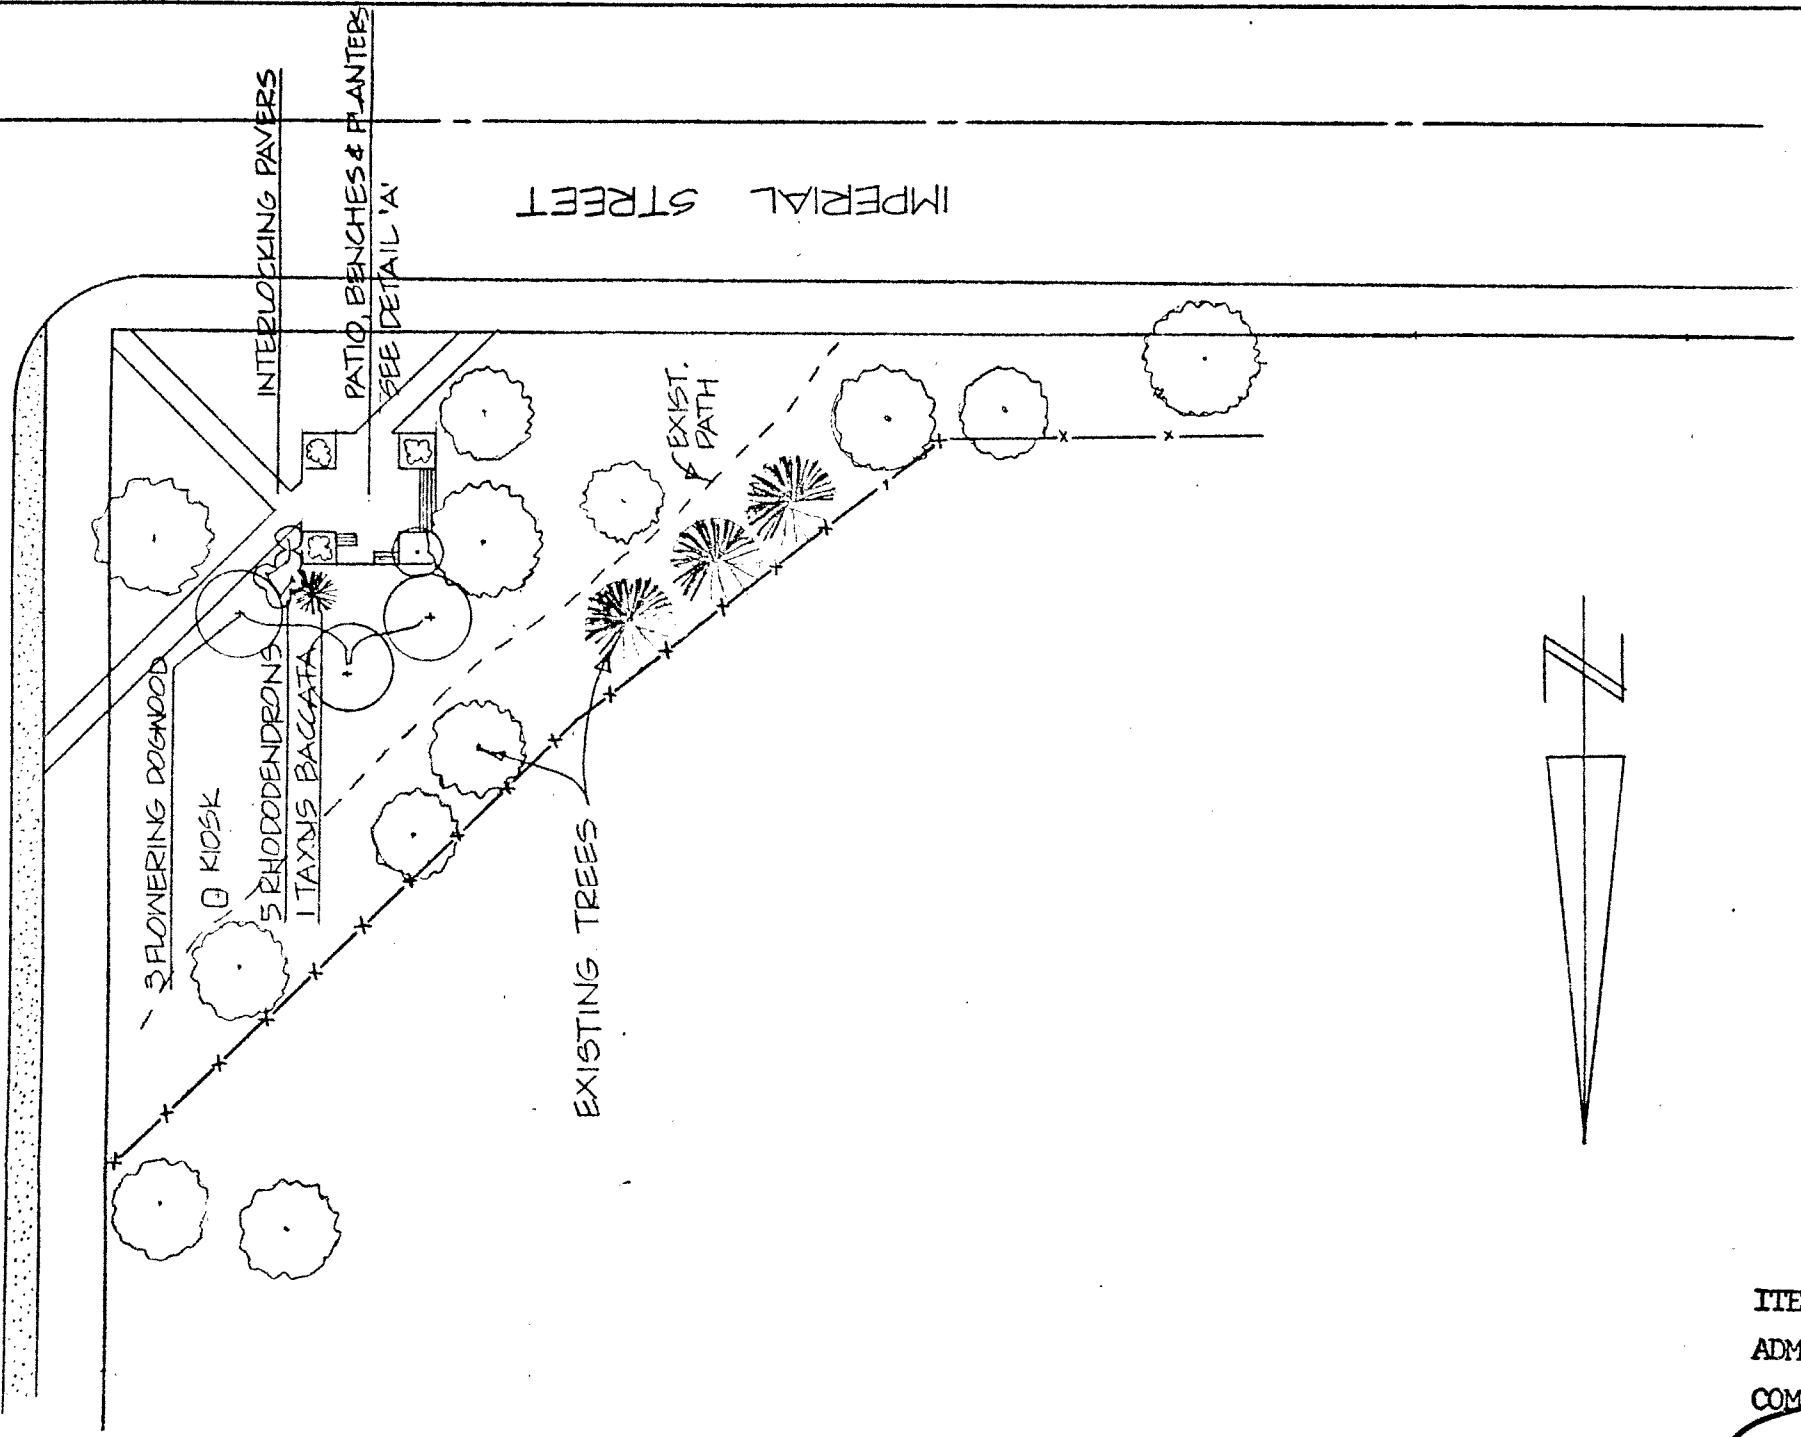 INTERLOCKING PAVERS
PATIO, BENCHES & PLANTERS
SEE DETAIL 'A'
IMPERIAL STREET
EXIST.
PATH
3 FLOWERING DOGWOOD
@ KIOSK
5 RHODODENDRONS
1 TAXUS BACCATA
EXISTING TREES
N
ITE
ADM
COM